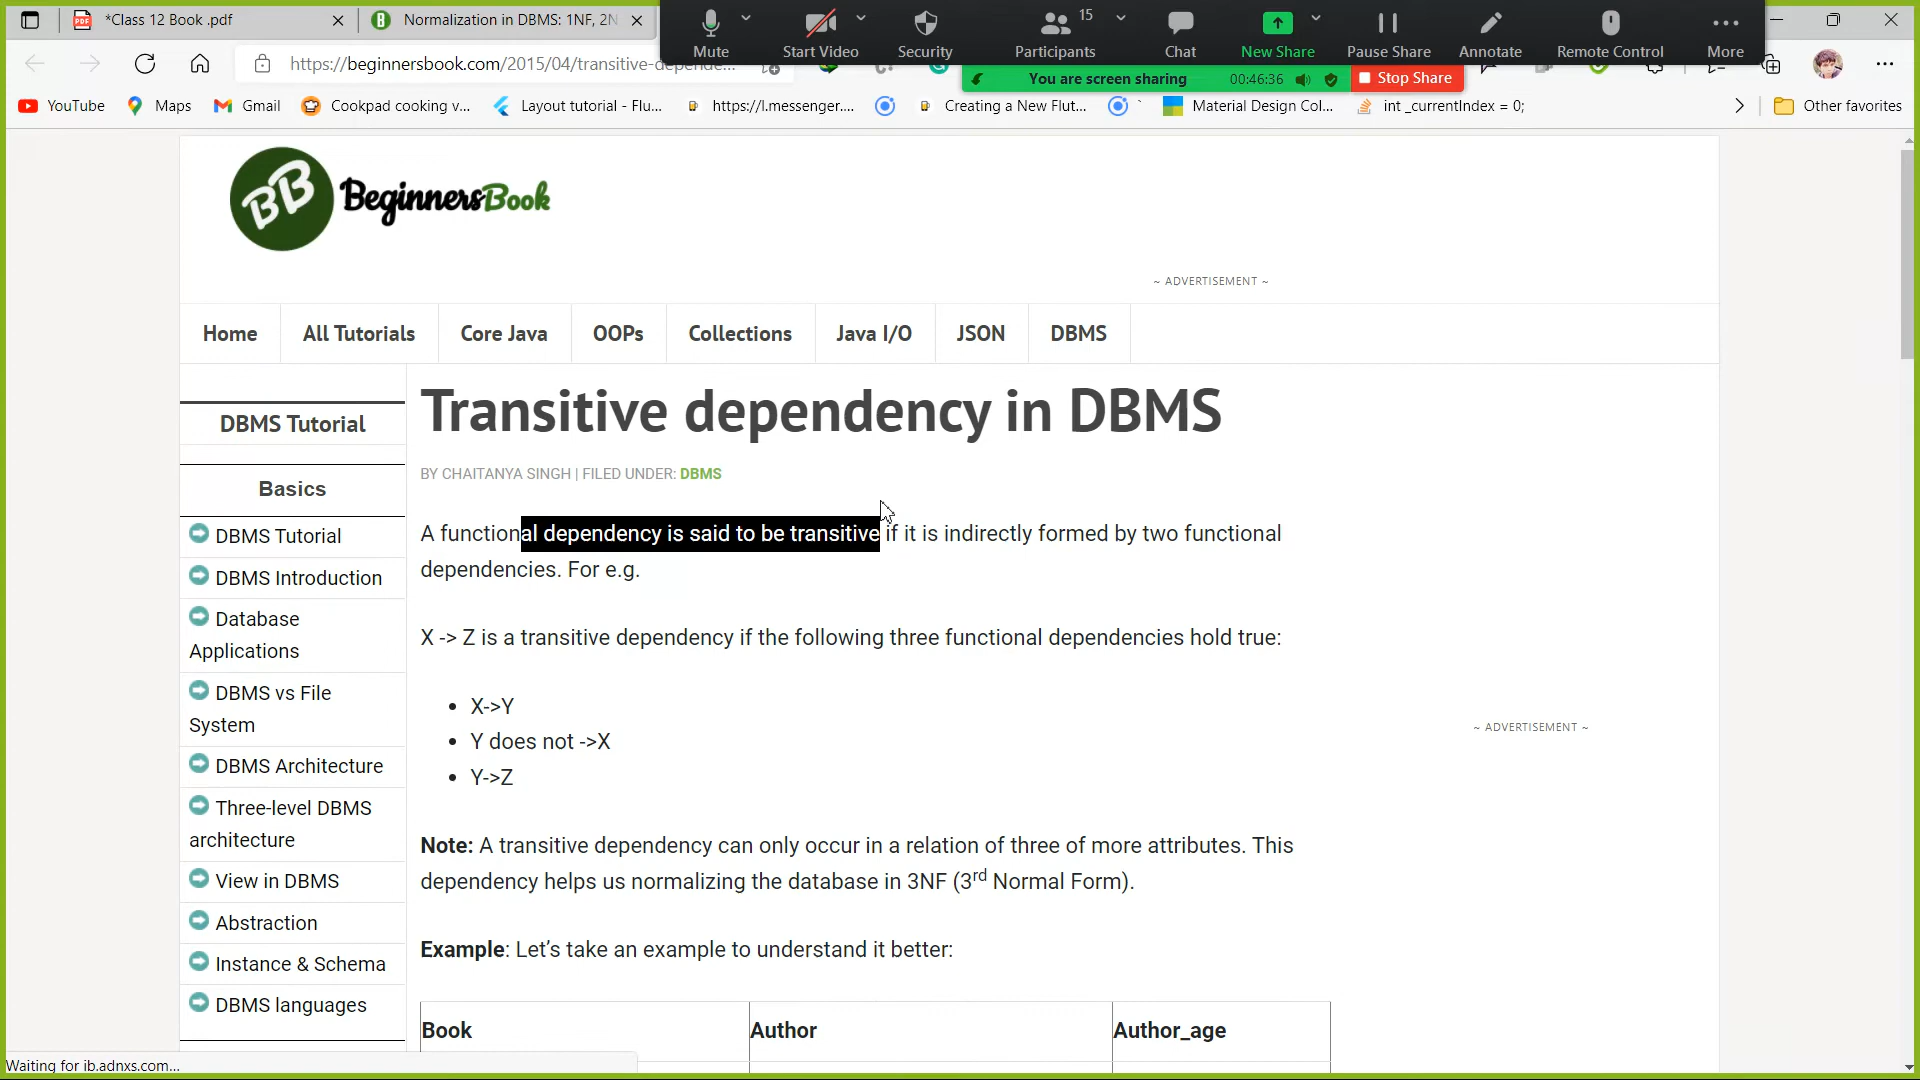 *Class 12 Book .pdf
Normalization in DBMS: 1NF, 2N
Mute
Start Video
Security
15
Participants
Chat
New Share
Pause Share
Annotate
Remote Control
More
https://beginnersbook.com/2015/04/transitive-depende...
You are screen sharing
00:46:36
Stop Share
YouTube
Maps
Gmail
Cookpad cooking v...
Layout tutorial - Flu...
https://l.messenger....
Creating a New Flut...
Material Design Col...
int _currentIndex = 0;
Other favorites
BB BeginnersBook
~ ADVERTISEMENT ~
Home
All Tutorials
Core Java
OOPs
Collections
Java I/O
JSON
DBMS
DBMS Tutorial
Basics
DBMS Tutorial
DBMS Introduction
Database
Applications
DBMS vs File
System
DBMS Architecture
Three-level DBMS
architecture
View in DBMS
Abstraction
Instance & Schema
DBMS languages
Transitive dependency in DBMS
BY CHAITANYA SINGH | FILED UNDER: DBMS
A functional dependency is said to be transitive if it is indirectly formed by two functional
dependencies. For e.g.
X -> Z is a transitive dependency if the following three functional dependencies hold true:
• X->Y
• Y does not ->X
• Y->Z
~ ADVERTISEMENT ~
Note: A transitive dependency can only occur in a relation of three of more attributes. This
dependency helps us normalizing the database in 3NF (3rd Normal Form).
Example: Let’s take an example to understand it better:
Book
Author
Author_age
Waiting for ib.adnxs.com...